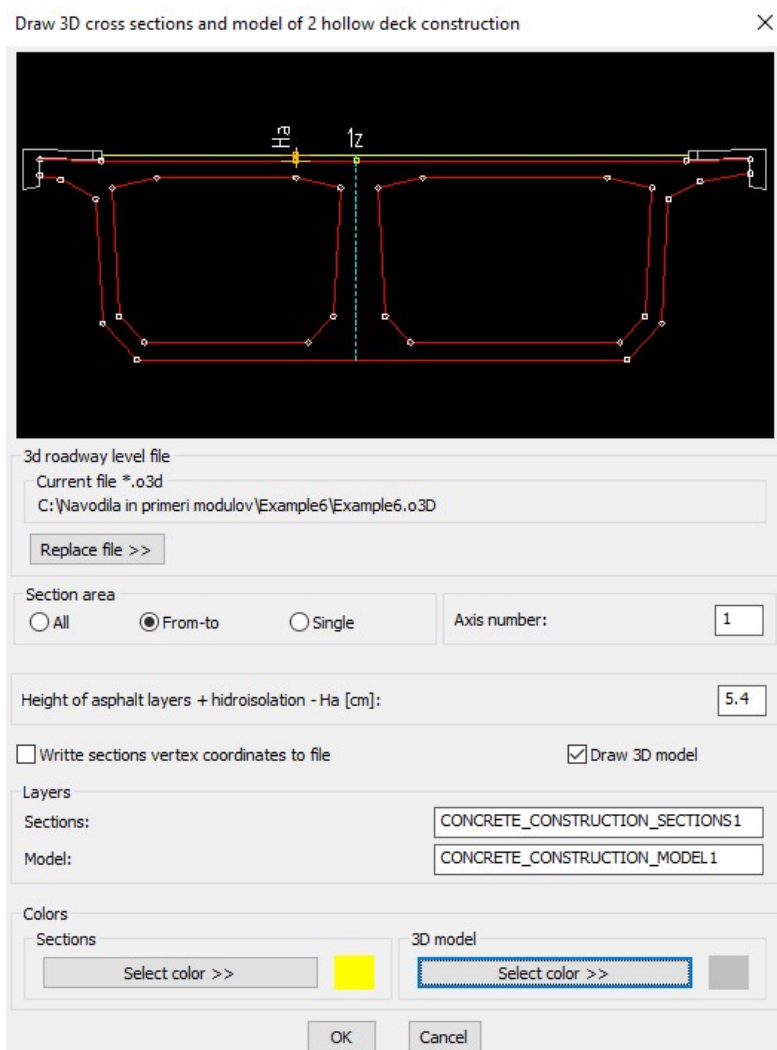 Draw 3D cross sections and model of 2 hollow deck construction
Ha
1z
3d roadway level file
Current file *.o3d
C:\Navodila in primeri modulov\Example6\Example6.o3D
Replace file >>
Section area
All From-to Single
Axis number: 1
Height of asphalt layers + hidroisolation - Ha [cm]: 5.4
Writte sections vertex coordinates to file
Draw 3D model
Layers
Sections: CONCRETE_CONSTRUCTION_SECTIONS1
Model: CONCRETE_CONSTRUCTION_MODEL1
Colors
Sections
Select color >>
3D model
Select color >>
OK Cancel